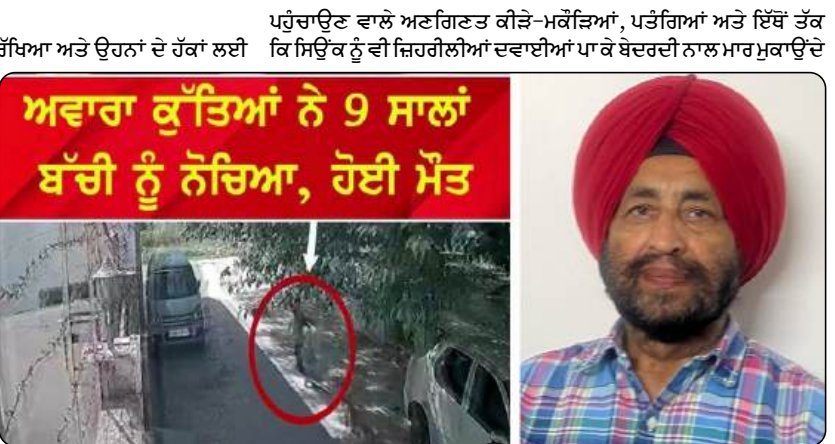 ਰੱਖਿਆ ਅਤੇ ਉਹਨਾਂ ਦੇ ਹੱਕਾਂ ਲਈ
ਪਹੁੰਚਾਉਣ ਵਾਲੇ ਅਣਗਿਣਤ ਕੀੜੇ-ਮਕੌੜਿਆਂ, ਪਤੰਗਿਆਂ ਅਤੇ ਇੱਥੋਂ ਤੱਕ
ਕਿ ਸਿਉਂਕ ਨੂੰ ਵੀ ਜ਼ਿਹਰੀਲੀਆਂ ਦਵਾਈਆਂ ਪਾ ਕੇ ਬੇਦਰਦੀ ਨਾਲ ਮਾਰ ਮੁਕਾਉਂਦੇ
ਅਵਾਰਾ ਕੁੱਤਿਆਂ ਨੇ 9 ਸਾਲਾਂ
ਬੱਚੀ ਨੂੰ ਨੋਚਿਆ, ਹੋਈ ਮੌਤ